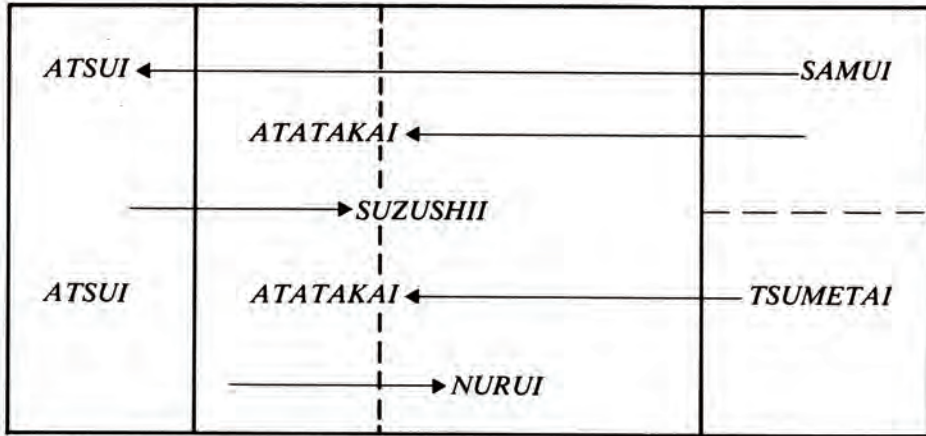 ATSUI SAMUI
ATATAKAI
SUZUSHII
ATSUI ATATAKAI TSUMETAI
NURUI